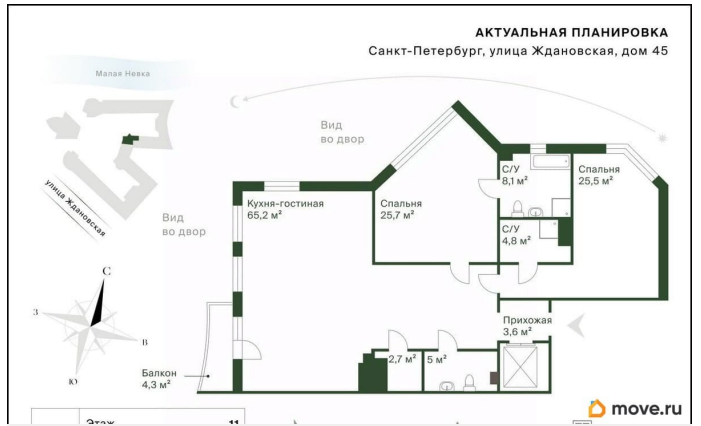 АКТУАЛЬНАЯ ПЛАНИРОВКА
Санкт-Петербург, улица Ждановская, дом 45
Малая Невка
Вид
во двор
улица Ждановская
Вид
во двор
Кухня-гостиная
65,2 м²
Спальня
25,7 м²
С/У
8,1 м²
Спальня
25,5 м²
С/У
4,8 м²
С
З
В
Ю
Прихожая
3,6 м²
2,7 м²
5 м²
Балкон
4,3 м²
Этаж
11
move.ru